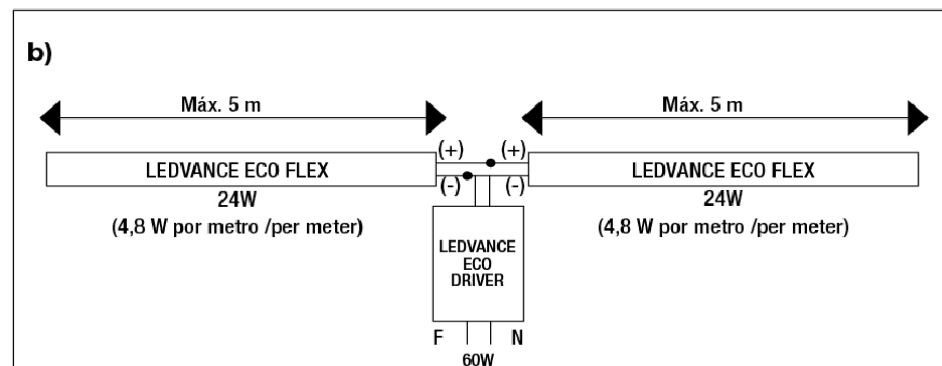 b)
Máx. 5 m
Máx. 5 m
(+) (+)
LEDVANCE ECO FLEX
LEDVANCE ECO FLEX
(-) (-)
24W
24W
(4,8 W por metro /per meter)
(4,8 W por metro /per meter)
LEDVANCE
ECO
DRIVER
F N
60W